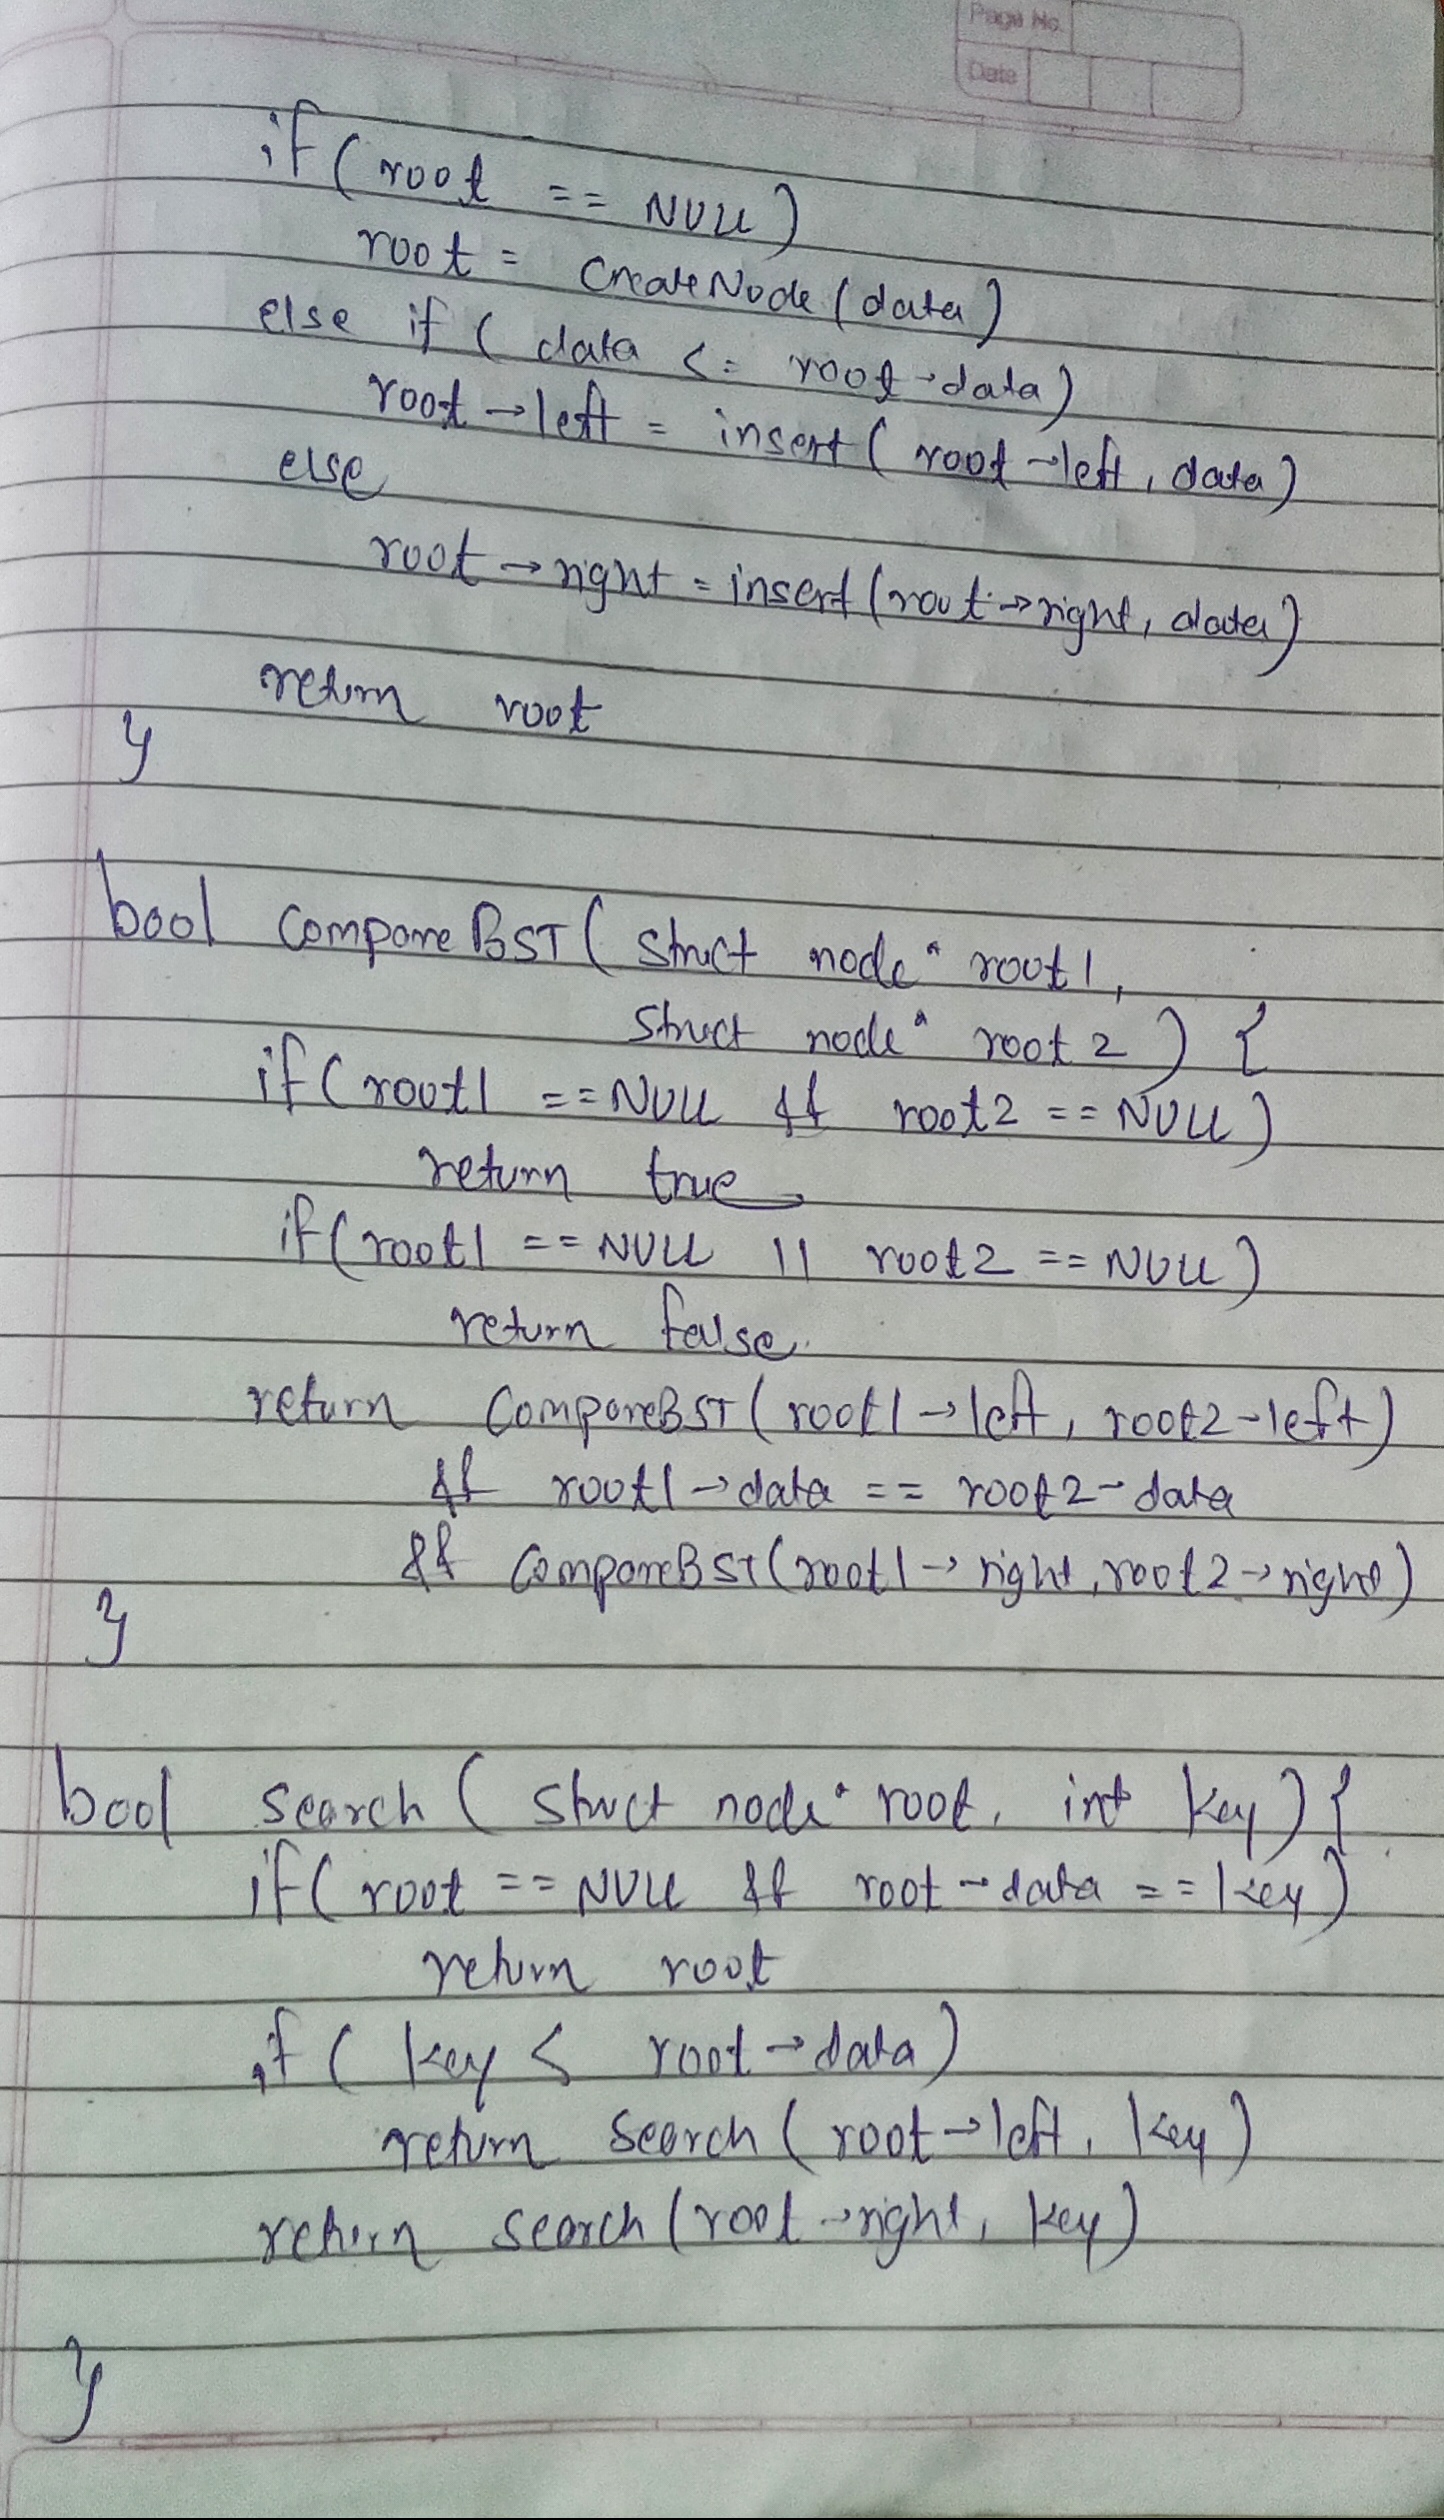 Page No.
Date
if (root == NULL)
root = CreateNode (data)
else if ( data <= root→data)
root →left = insert ( root→left, data)
else
root →right = insert (root→right, data)
return root
}
bool CompareBST ( struct node* root1,
struct node* root2 ) {
if (root1 == NULL && root2 == NULL)
return true
if (root1 == NULL || root2 == NULL)
return false.
return CompareBST (root1→left, root2→left)
&& root1→data == root2→data
&& CompareBST (root1→right, root2→right)
}
bool search ( struct node* root, int key) {
if ( root == NULL && root→data == key)
return root
if ( key < root→data)
return search ( root→left, key)
return search (root→right, key)
}